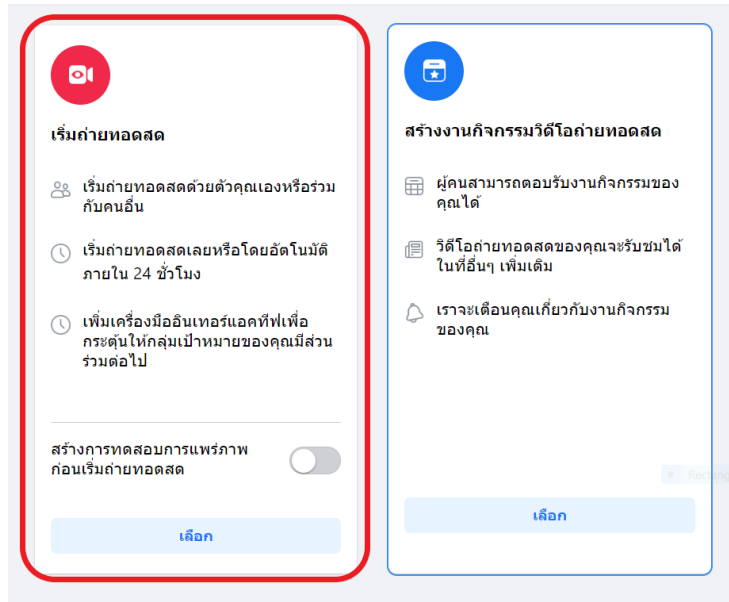 เริ่มถ่ายทอดสด
เริ่มถ่ายทอดสดด้วยตัวคุณเองหรือร่วม
กับคนอื่น
เริ่มถ่ายทอดสดเลยหรือโดยอัตโนมัติ
ภายใน 24 ชั่วโมง
เพิ่มเครื่องมืออินเทอร์แอคทีฟเพื่อ
กระตุ้นให้กลุ่มเป้าหมายของคุณมีส่วน
ร่วมต่อไป
สร้างการทดสอบการแพร่ภาพ
ก่อนเริ่มถ่ายทอดสด
เลือก
สร้างงานกิจกรรมวิดีโอถ่ายทอดสด
ผู้คนสามารถตอบรับงานกิจกรรมของ
คุณได้
วิดีโอถ่ายทอดสดของคุณจะรับชมได้
ในที่อื่นๆ เพิ่มเติม
เราจะเตือนคุณเกี่ยวกับงานกิจกรรม
ของคุณ
เลือก